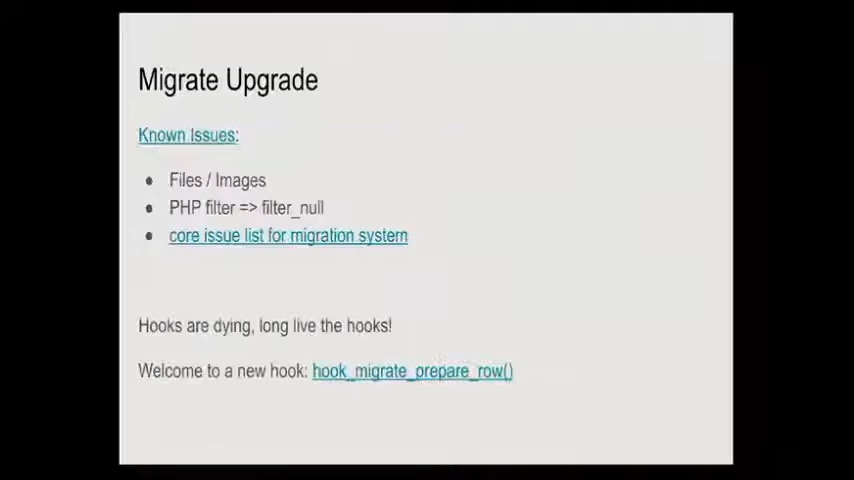 Migrate Upgrade
Known Issues:
● Files / Images
● PHP filter => filter_null
● core issue list for migration system
Hooks are dying, long live the hooks!
Welcome to a new hook: hook_migrate_prepare_row()